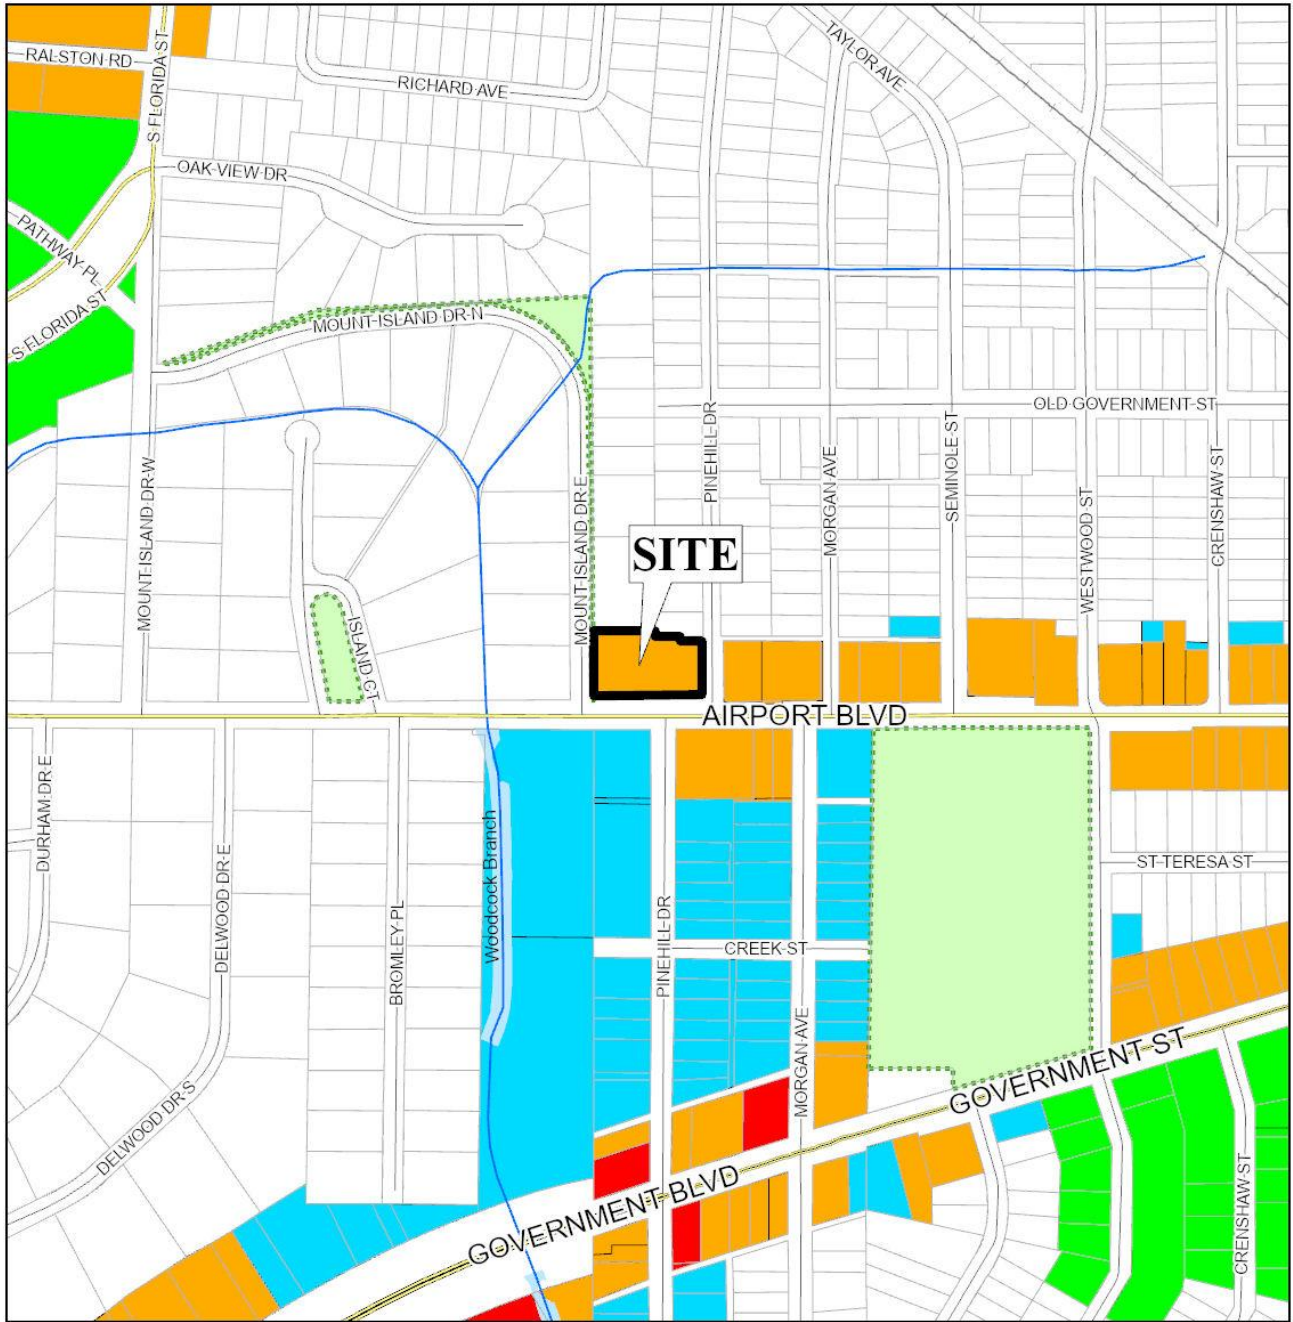 RALSTON RD
S FLORIDA ST
RICHARD AVE
TAYLOR AVE
OAK VIEW DR
PATHWAY PL
S FLORIDA ST
MOUNT ISLAND DR N
OLD GOVERNMENT ST
PINEHILL DR
MORGAN AVE
SEMINOLE ST
WESTWOOD ST
CRENSHAW ST
MOUNT ISLAND DR W
MOUNT ISLAND DR E
SITE
ISLAND CT
AIRPORT BLVD
DURHAM DR E
DELWOOD DR E
BROMLEY PL
Woodcock Branch
PINEHILL DR
CREEK ST
MORGAN AVE
ST TERESA ST
GOVERNMENT ST
DELWOOD DR S
GOVERNMENT BLVD
CRENSHAW ST